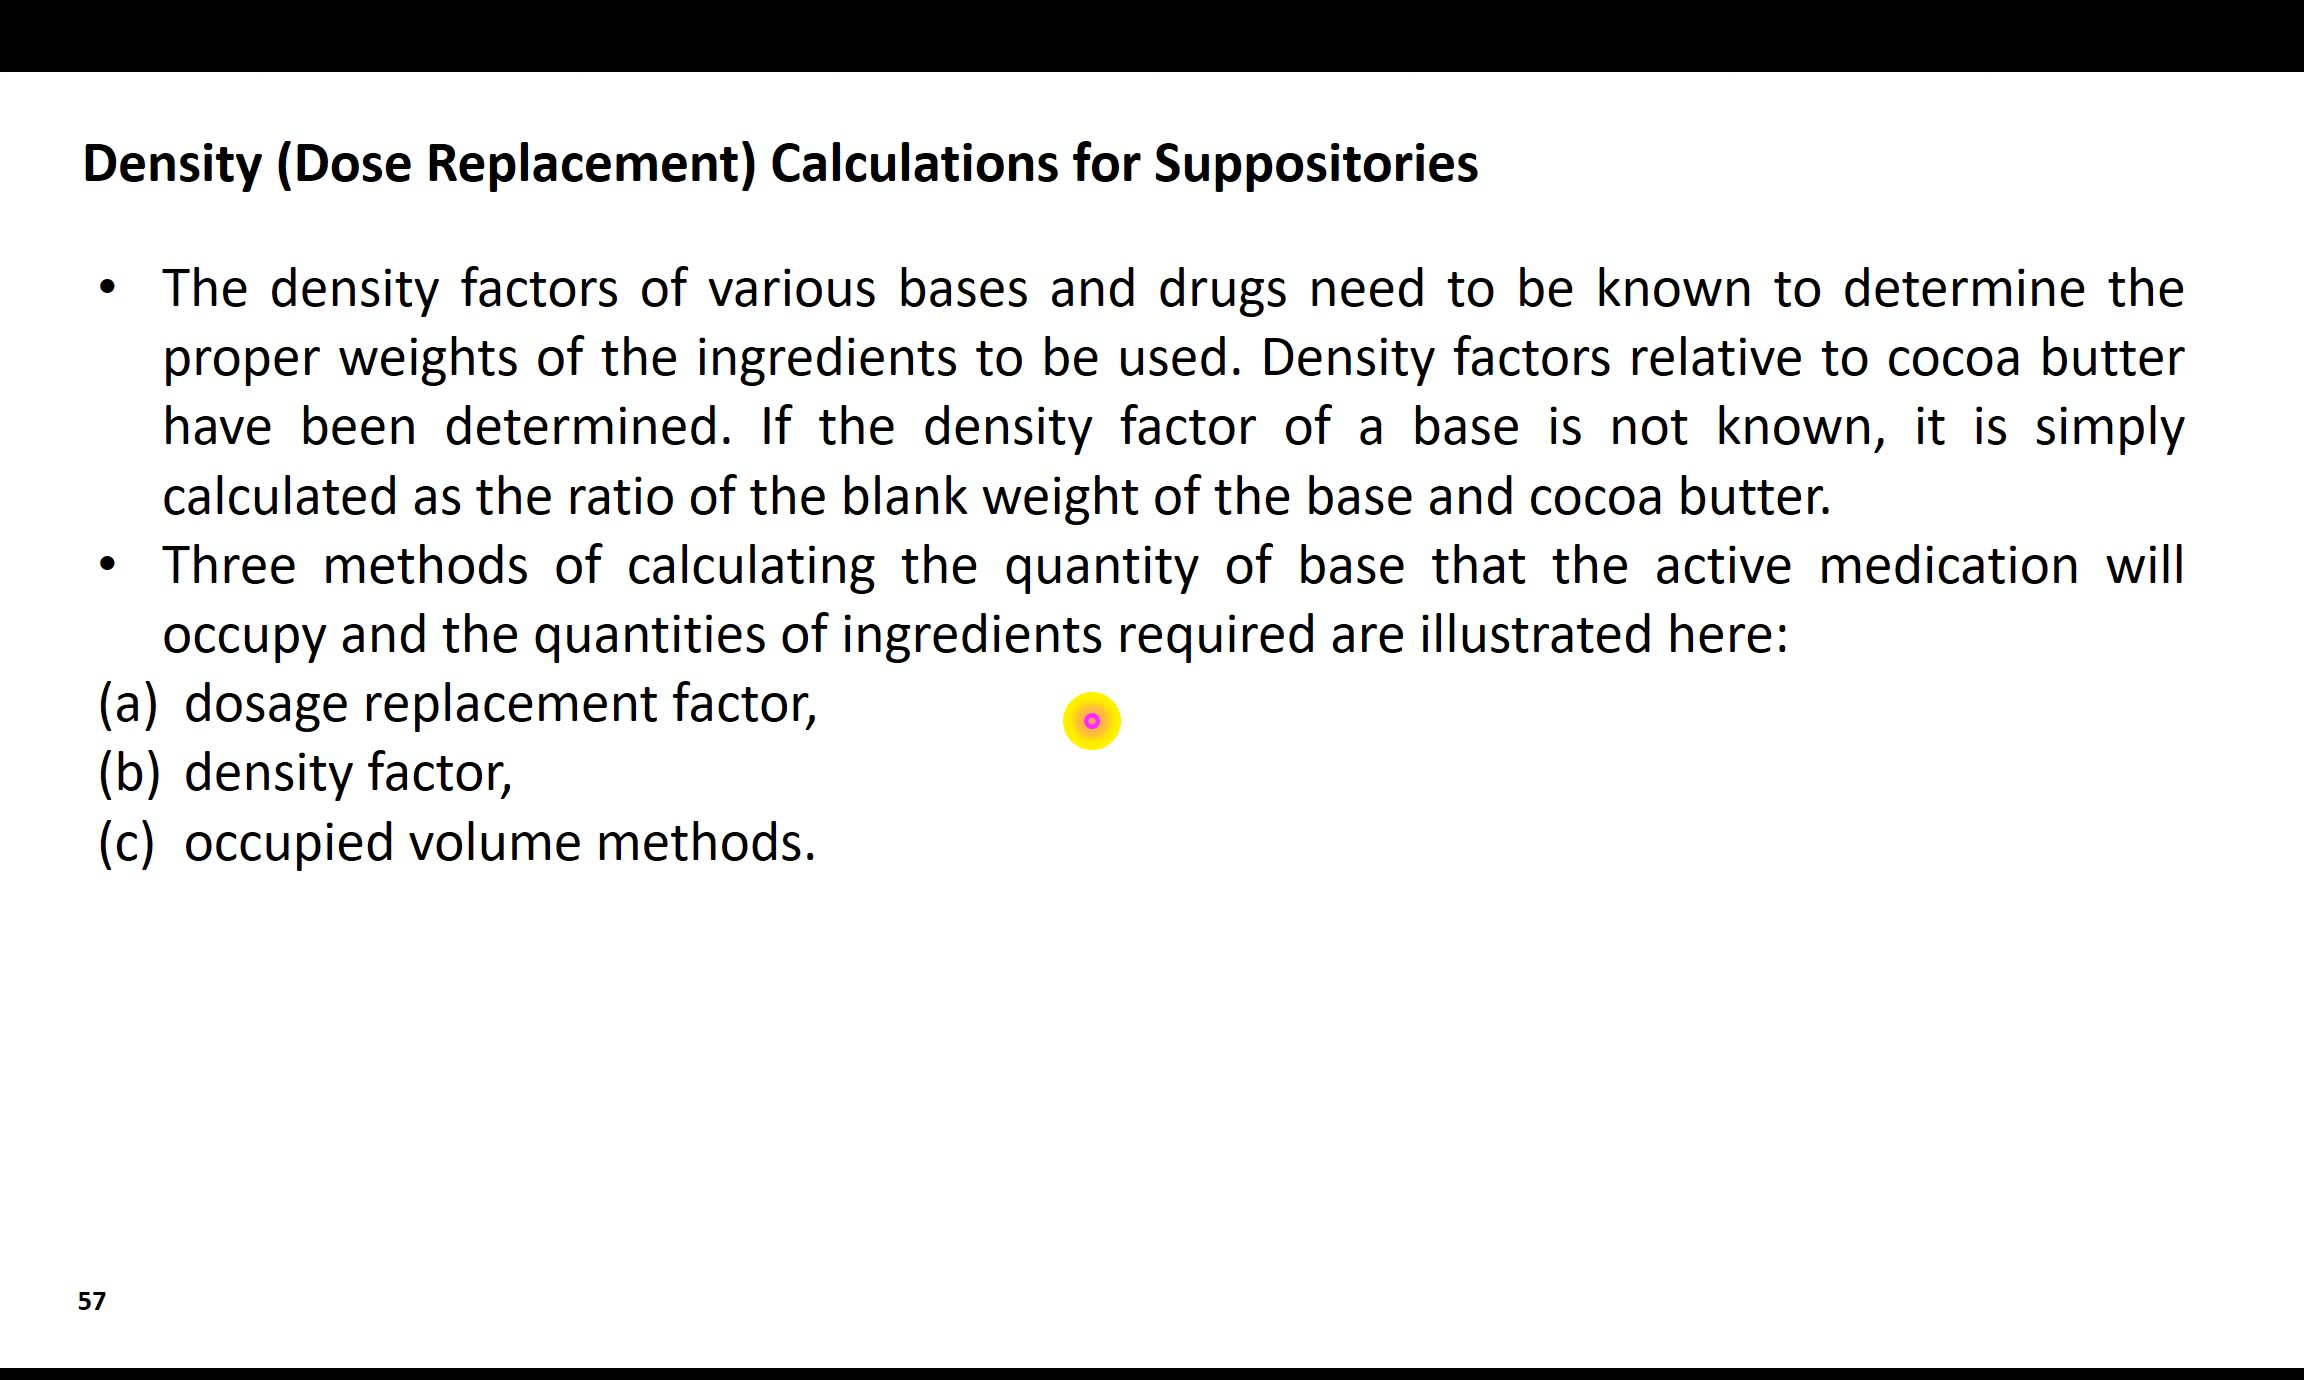 Density (Dose Replacement) Calculations for Suppositories
• The density factors of various bases and drugs need to be known to determine the
proper weights of the ingredients to be used. Density factors relative to cocoa butter
have been determined. If the density factor of a base is not known, it is simply
calculated as the ratio of the blank weight of the base and cocoa butter.
• Three methods of calculating the quantity of base that the active medication will
occupy and the quantities of ingredients required are illustrated here:
(a) dosage replacement factor,
(b) density factor,
(c) occupied volume methods.
57